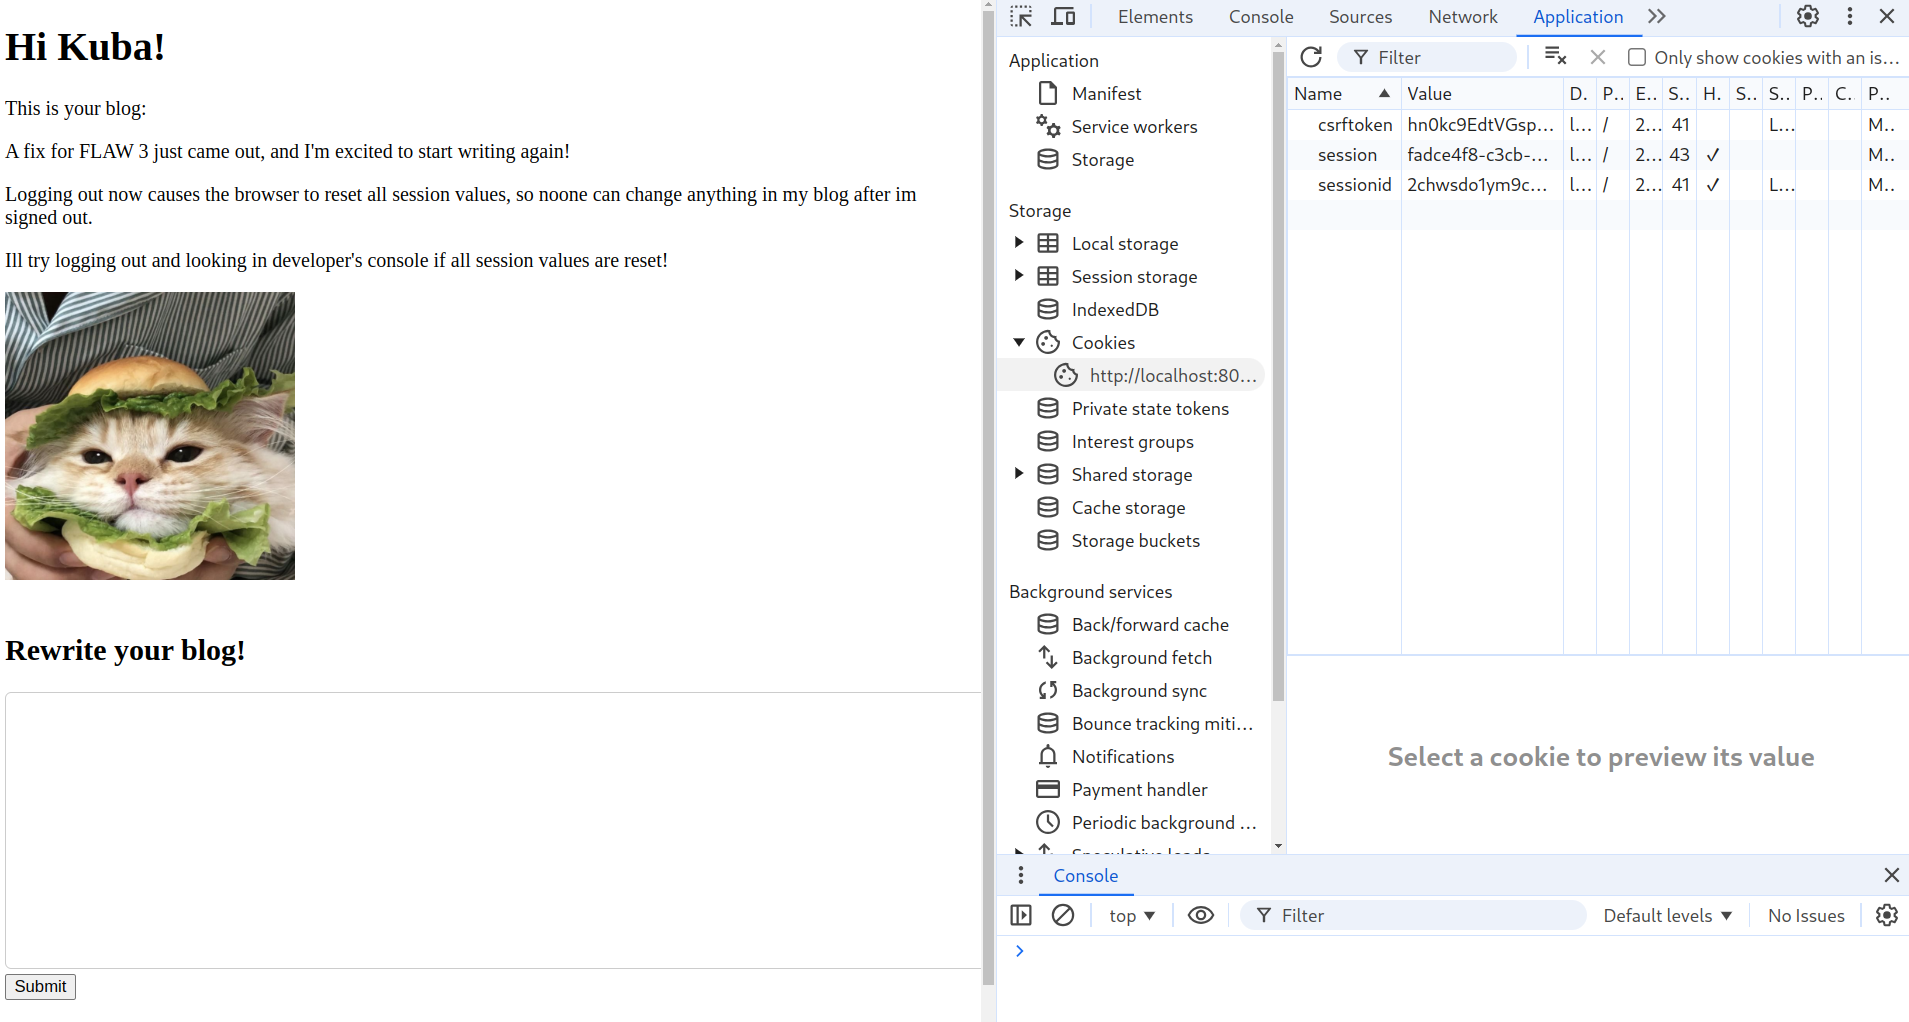 Hi Kuba!
This is your blog:
A fix for FLAW 3 just came out, and I'm excited to start writing again!
Logging out now causes the browser to reset all session values, so noone can change anything in my blog after im
signed out.
Ill try logging out and looking in developer's console if all session values are reset!
Rewrite your blog!
Submit
Elements Console Sources Network Application
Application
Manifest
Service workers
Storage
Storage
Local storage
Session storage
IndexedDB
Cookies
http://localhost:80...
Private state tokens
Interest groups
Shared storage
Cache storage
Storage buckets
Background services
Back/forward cache
Background fetch
Background sync
Bounce tracking miti...
Notifications
Payment handler
Periodic background ...
Speculative loads
Filter Only show cookies with an is...
Name Value D.. P.. E.. S.. H. S.. S.. P.. C. P..
csrftoken hn0kc9EdtVGsp... l... / 2... 41 L... M..
session fadce4f8-c3cb-... l... / 2... 43 ✓ M..
sessionid 2chwsdo1ym9c... l... / 2... 41 ✓ L... M..
Select a cookie to preview its value
Console
top Filter Default levels No Issues